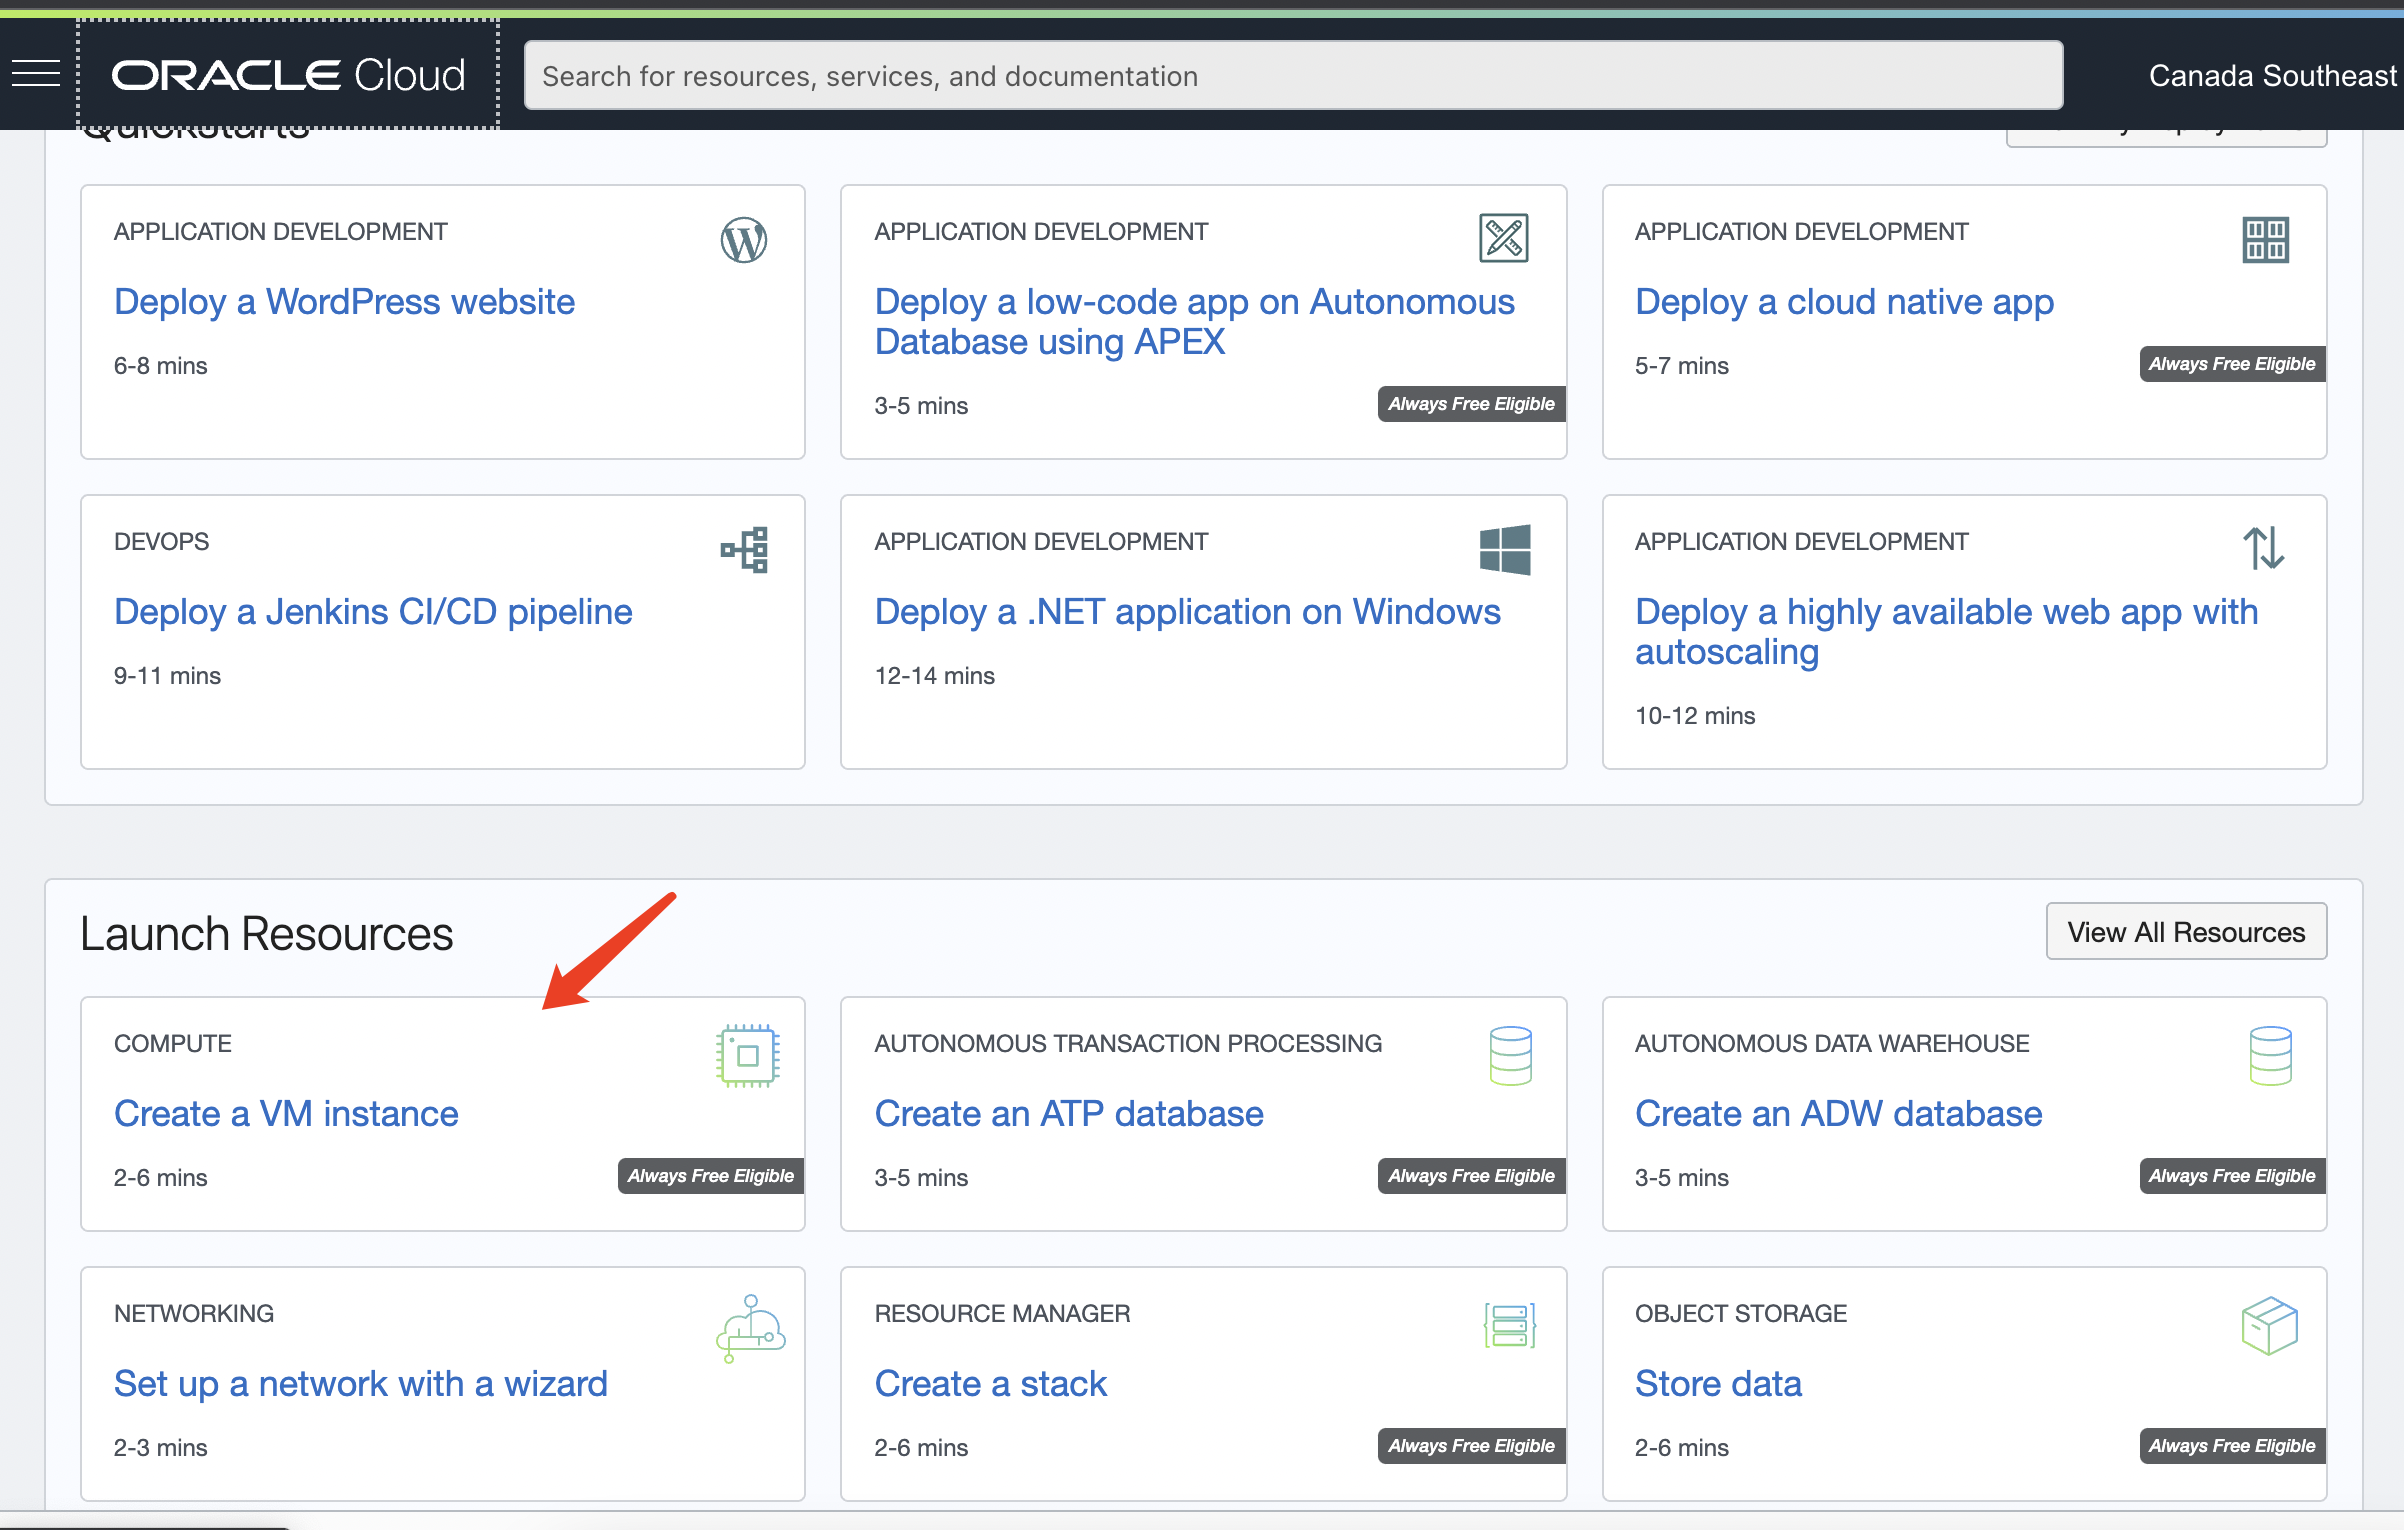 ORACLE Cloud
Search for resources, services, and documentation
Canada Southeast
Quickstarts
APPLICATION DEVELOPMENT
Deploy a WordPress website
6-8 mins
APPLICATION DEVELOPMENT
Deploy a low-code app on Autonomous
Database using APEX
3-5 mins
Always Free Eligible
APPLICATION DEVELOPMENT
Deploy a cloud native app
5-7 mins
Always Free Eligible
DEVOPS
Deploy a Jenkins CI/CD pipeline
9-11 mins
APPLICATION DEVELOPMENT
Deploy a .NET application on Windows
12-14 mins
APPLICATION DEVELOPMENT
Deploy a highly available web app with
autoscaling
10-12 mins
Launch Resources
View All Resources
COMPUTE
Create a VM instance
2-6 mins
Always Free Eligible
AUTONOMOUS TRANSACTION PROCESSING
Create an ATP database
3-5 mins
Always Free Eligible
AUTONOMOUS DATA WAREHOUSE
Create an ADW database
3-5 mins
Always Free Eligible
NETWORKING
Set up a network with a wizard
2-3 mins
RESOURCE MANAGER
Create a stack
2-6 mins
Always Free Eligible
OBJECT STORAGE
Store data
2-6 mins
Always Free Eligible